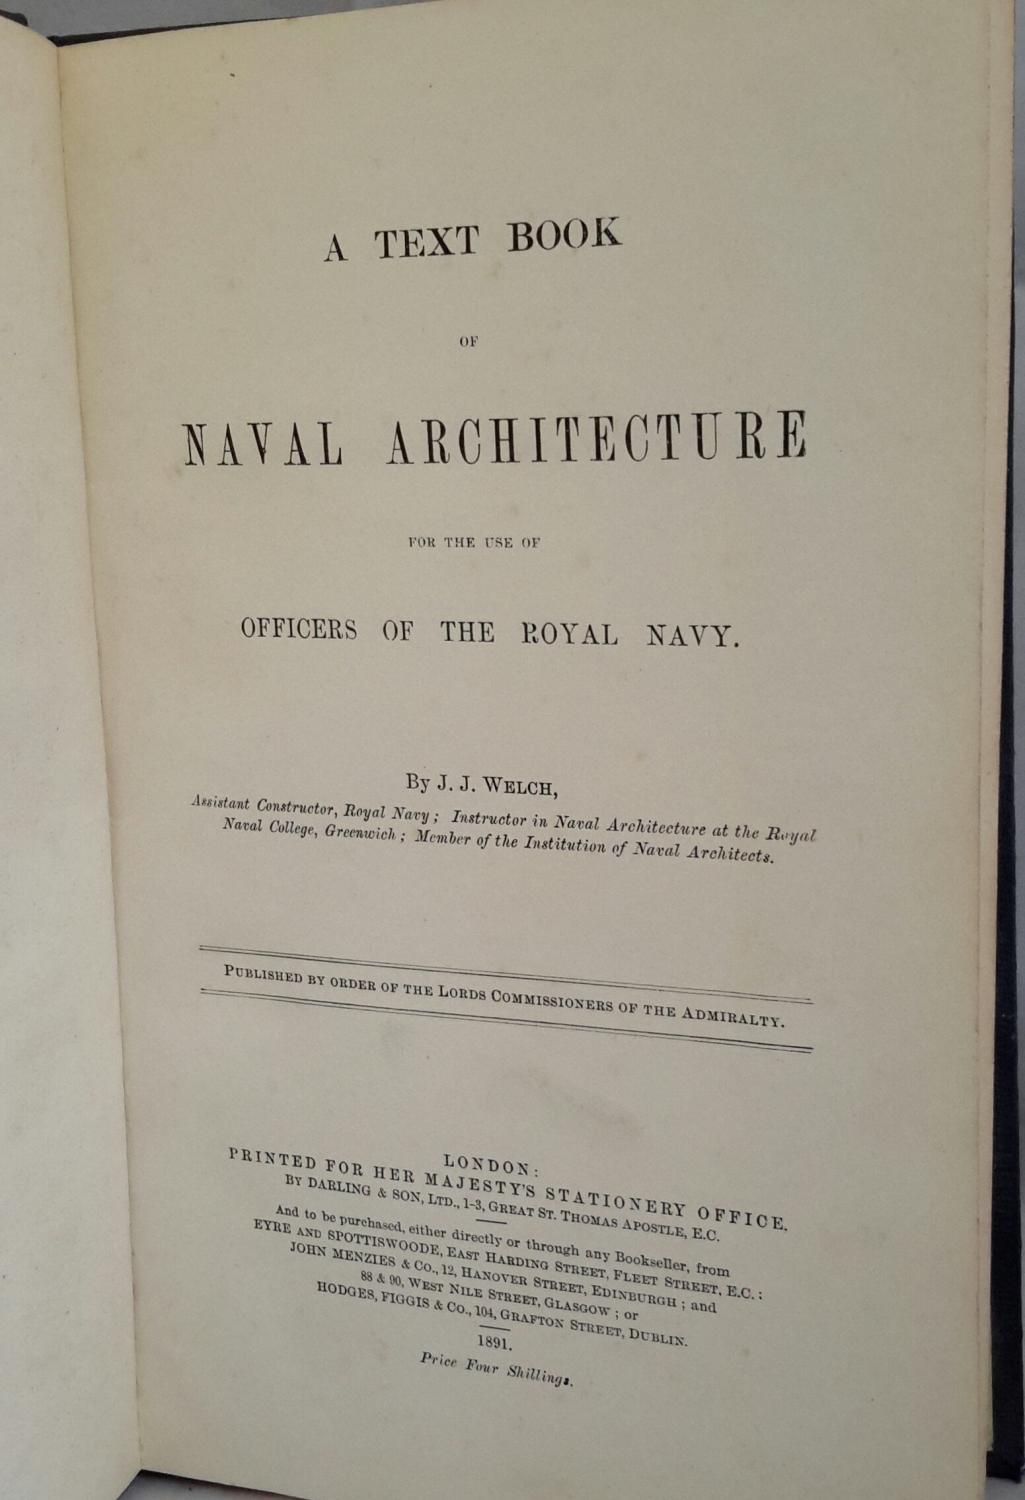 A TEXT BOOK
OF
NAVAL ARCHITECTURE
FOR THE USE OF
OFFICERS OF THE ROYAL NAVY.
By J. J. WELCH,
Assistant Constructor, Royal Navy; Instructor in Naval Architecture at the Royal
Naval College, Greenwich; Member of the Institution of Naval Architects.
PUBLISHED BY ORDER OF THE LORDS COMMISSIONERS OF THE ADMIRALTY.
LONDON:
PRINTED FOR HER MAJESTY'S STATIONERY OFFICE,
BY DARLING & SON, LTD., 1-3, GREAT ST. THOMAS APOSTLE, E.C.
And to be purchased, either directly or through any Bookseller, from
EYRE AND SPOTTISWOODE, EAST HARDING STREET, FLEET STREET, E.C.:
JOHN MENZIES & Co., 12, HANOVER STREET, EDINBURGH; and
88 & 90, WEST NILE STREET, GLASGOW; or
HODGES, FIGGIS & Co., 104, GRAFTON STREET, DUBLIN.
1891.
Price Four Shillings.